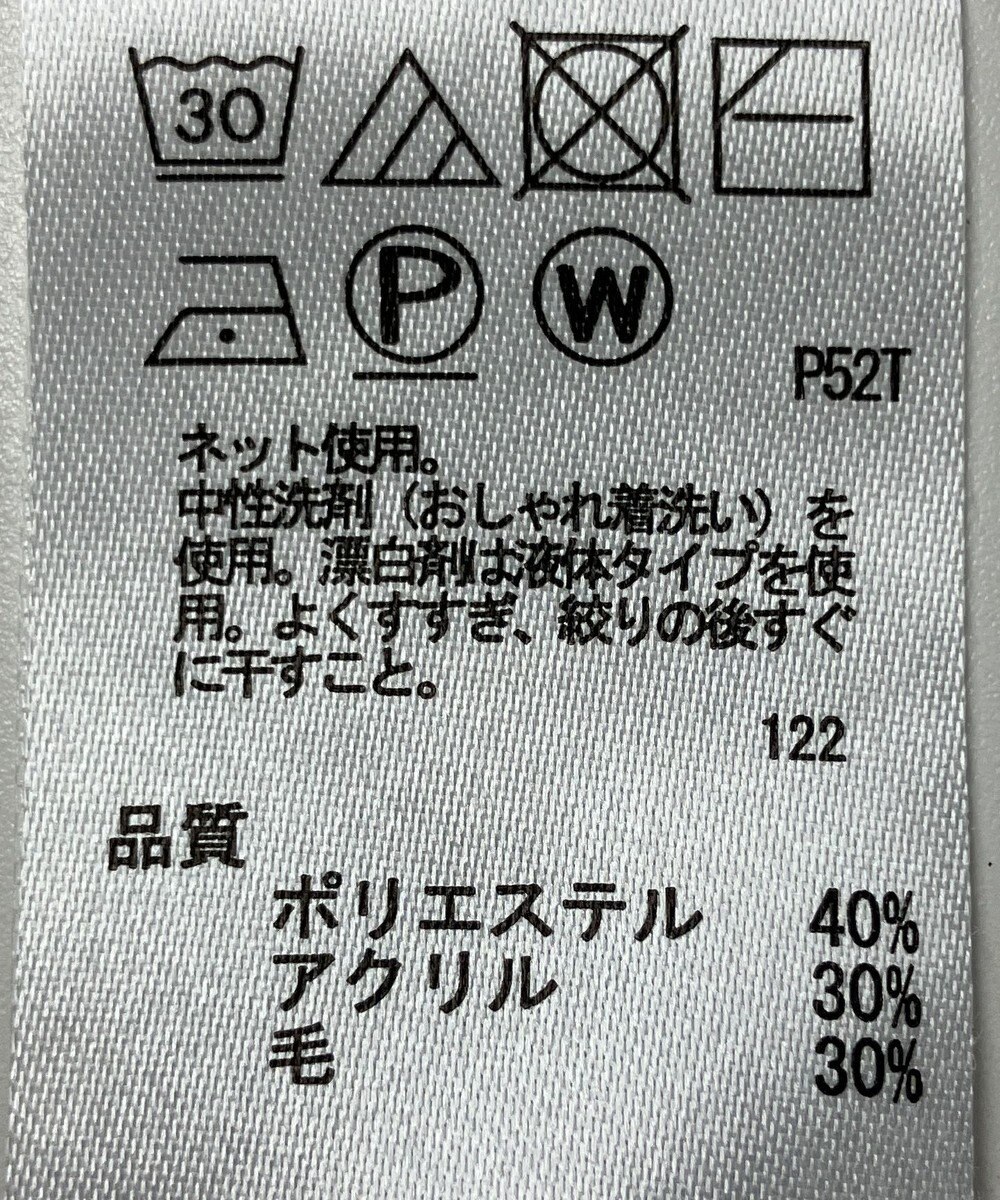 30
P W
P52T
ネット使用。
中性洗剤（おしゃれ着洗い）を
使用。漂白剤は液体タイプを使
用。よくすすぎ、絞りの後すぐ
に干すこと。
122
品質
ポリエステル 40%
アクリル 30%
毛 30%